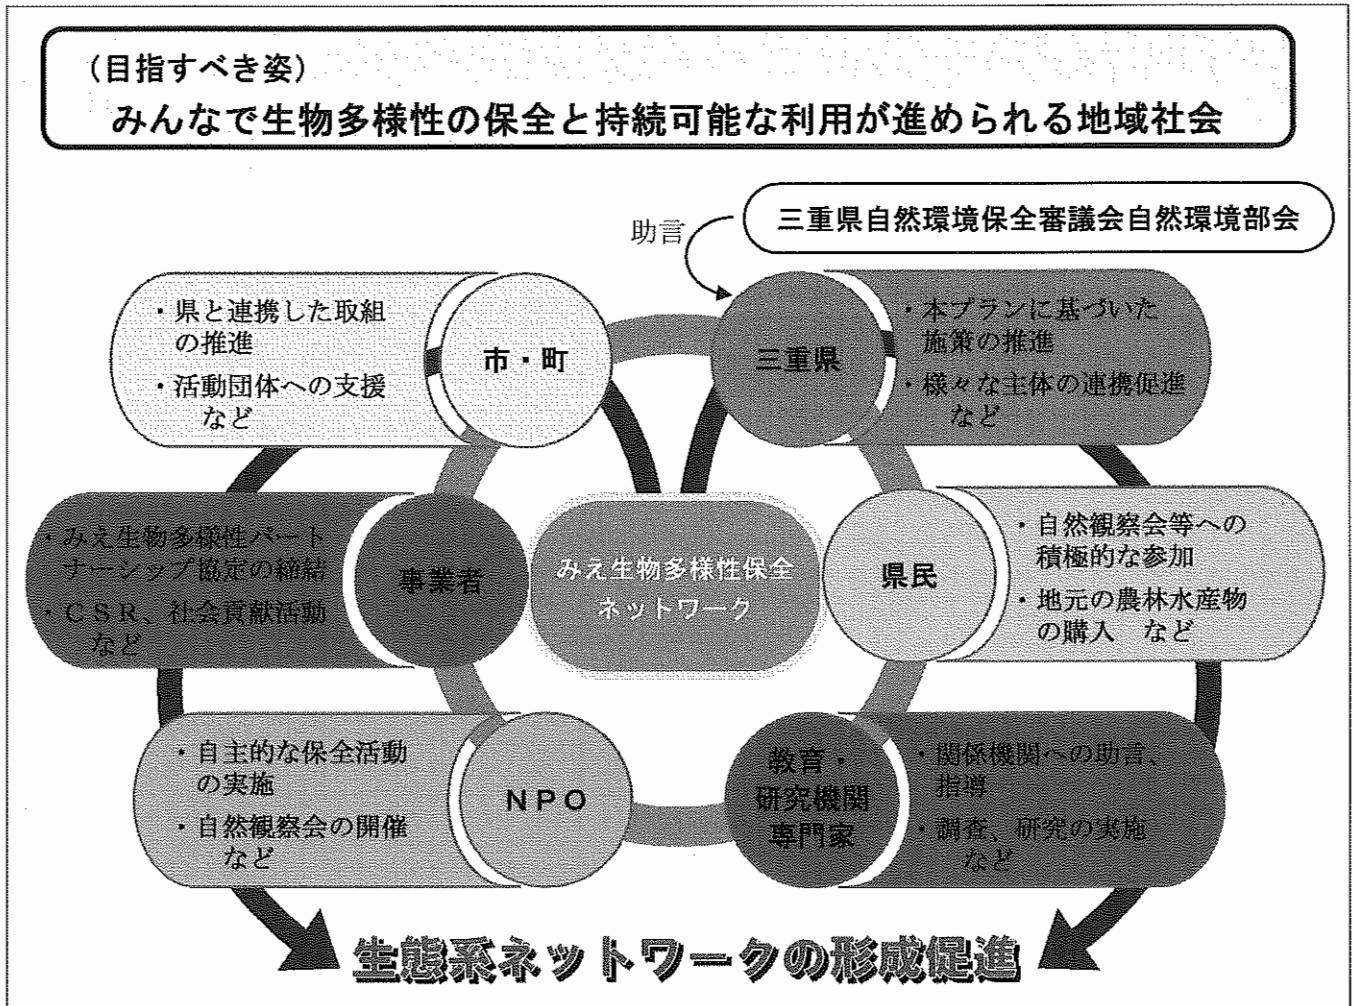 (目指すべき姿)
みんなで生物多様性の保全と持続可能な利用が進められる地域社会
三重県自然環境保全審議会自然環境部会
助言
・県と連携した取組
の推進
・活動団体への支援
など
市・町
三重県
・本プランに基づいた
施策の推進
・様々な主体の連携促進
など
・みえ生物多様性パート
ナーシップ協定の締結
・CSR、社会貢献活動
など
事業者
みえ生物多様性保全
ネットワーク
県民
・自然観察会等への
積極的な参加
・地元の農林水産物
の購入 など
・自主的な保全活動
の実施
・自然観察会の開催
など
NPO
教育・
研究機関
専門家
・関係機関への助言、
指導
・調査、研究の実施
など
生態系ネットワークの形成促進